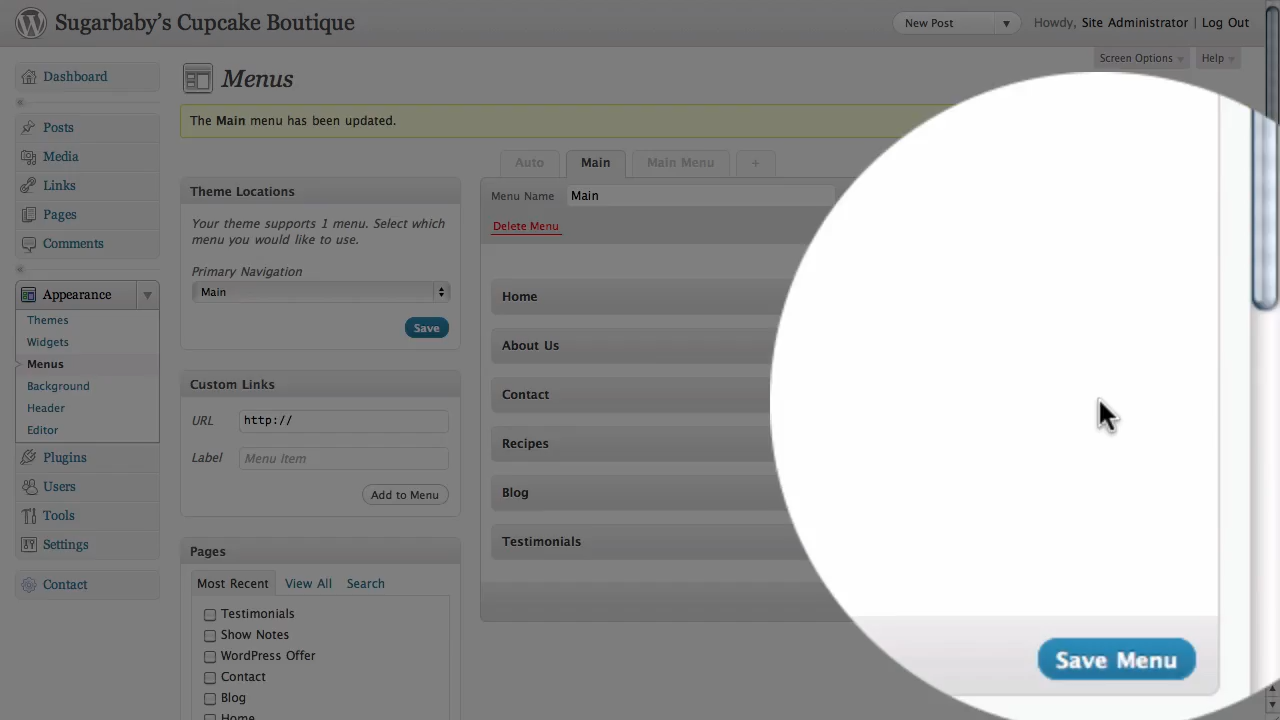 Sugarbaby's Cupcake Boutique
New Post
Howdy, Site Administrator | Log Out
Screen Options
Help
Dashboard
Posts
Media
Links
Pages
Comments
Appearance
Themes
Widgets
Menus
Background
Header
Editor
Plugins
Users
Tools
Settings
Contact
Menus
The Main menu has been updated.
Theme Locations
Your theme supports 1 menu. Select which
menu you would like to use.
Primary Navigation
Main
Save
Custom Links
URL http://
Label Menu Item
Add to Menu
Pages
Most Recent View All Search
Testimonials
Show Notes
WordPress Offer
Contact
Blog
Home
Auto Main Main Menu +
Menu Name Main
Delete Menu
Home
About Us
Contact
Recipes
Blog
Testimonials
Save Menu